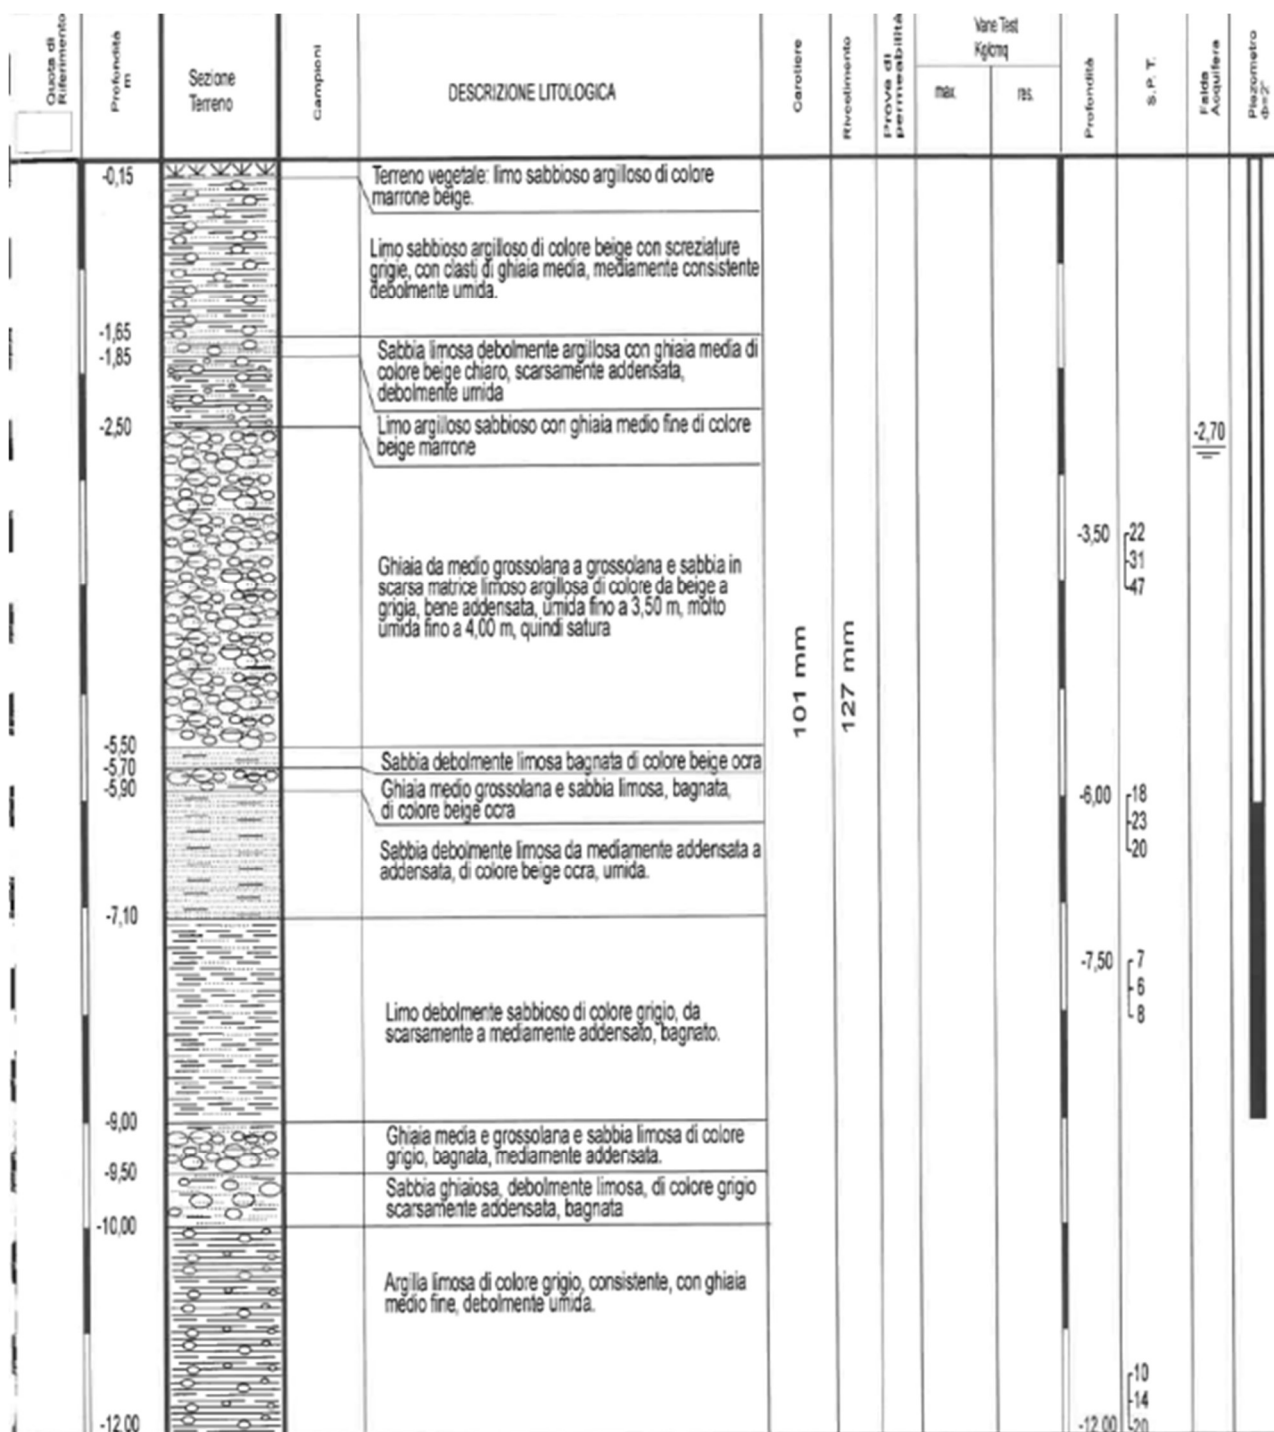 Quota di
Riferimento
Profondità
m
Sezione
Terreno
Campioni
DESCRIZIONE LITOLOGICA
Carotiere
Rivestimento
Prova di
permeabilità
Vane Test
Kg/cmq
max.
res.
Profondità
S.P.T.
Falda
Acquifera
Piezometro
Φ=2"
-0,15
Terreno vegetale: limo sabbioso argilloso di colore
marrone beige.
Limo sabbioso argilloso di colore beige con screziature
grigie, con clasti di ghiaia media, mediamente consistente
debolmente umida.
-1,65
-1,85
Sabbia limosa debolmente argillosa con ghiaia media di
colore beige chiaro, scarsamente addensata,
debolmente umida
-2,50
Limo argilloso sabbioso con ghiaia medio fine di colore
beige marrone
-2,70
Ghiaia da medio grossolana a grossolana e sabbia in
scarsa matrice limoso argillosa di colore da beige a
grigia, bene addensata, umida fino a 3,50 m, molto
umida fino a 4,00 m, quindi satura
-3,50
22
31
47
101 mm
127 mm
-5,50
-5,70
-5,90
Sabbia debolmente limosa bagnata di colore beige ocra
Ghiaia medio grossolana e sabbia limosa, bagnata,
di colore beige ocra
-6,00
18
23
20
Sabbia debolmente limosa da mediamente addensata a
addensata, di colore beige ocra, umida.
-7,10
-7,50
7
6
8
Limo debolmente sabbioso di colore grigio, da
scarsamente a mediamente addensato, bagnato.
-9,00
Ghiaia media e grossolana e sabbia limosa di colore
grigio, bagnata, mediamente addensata.
-9,50
Sabbia ghiaiosa, debolmente limosa, di colore grigio
scarsamente addensata, bagnata
-10,00
Argilla limosa di colore grigio, consistente, con ghiaia
medio fine, debolmente umida.
10
14
20
-12,00
-12,00